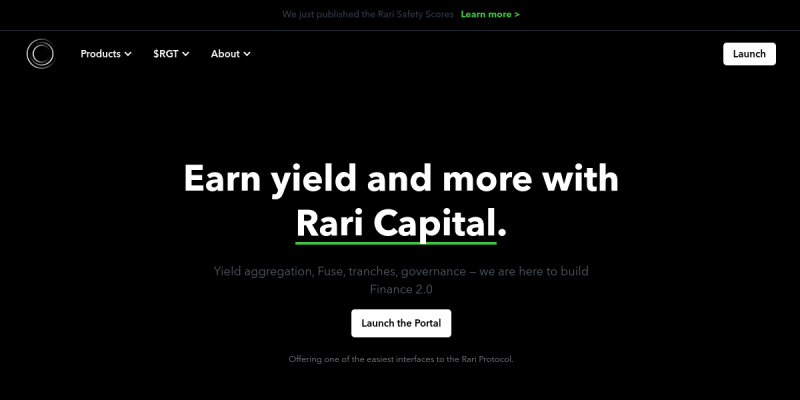 We just published the Rari Safety Scores Learn more >
Products $RGT About Launch
Earn yield and more with
Rari Capital.
Yield aggregation, Fuse, tranches, governance — we are here to build
Finance 2.0
Launch the Portal
Offering one of the easiest interfaces to the Rari Protocol.